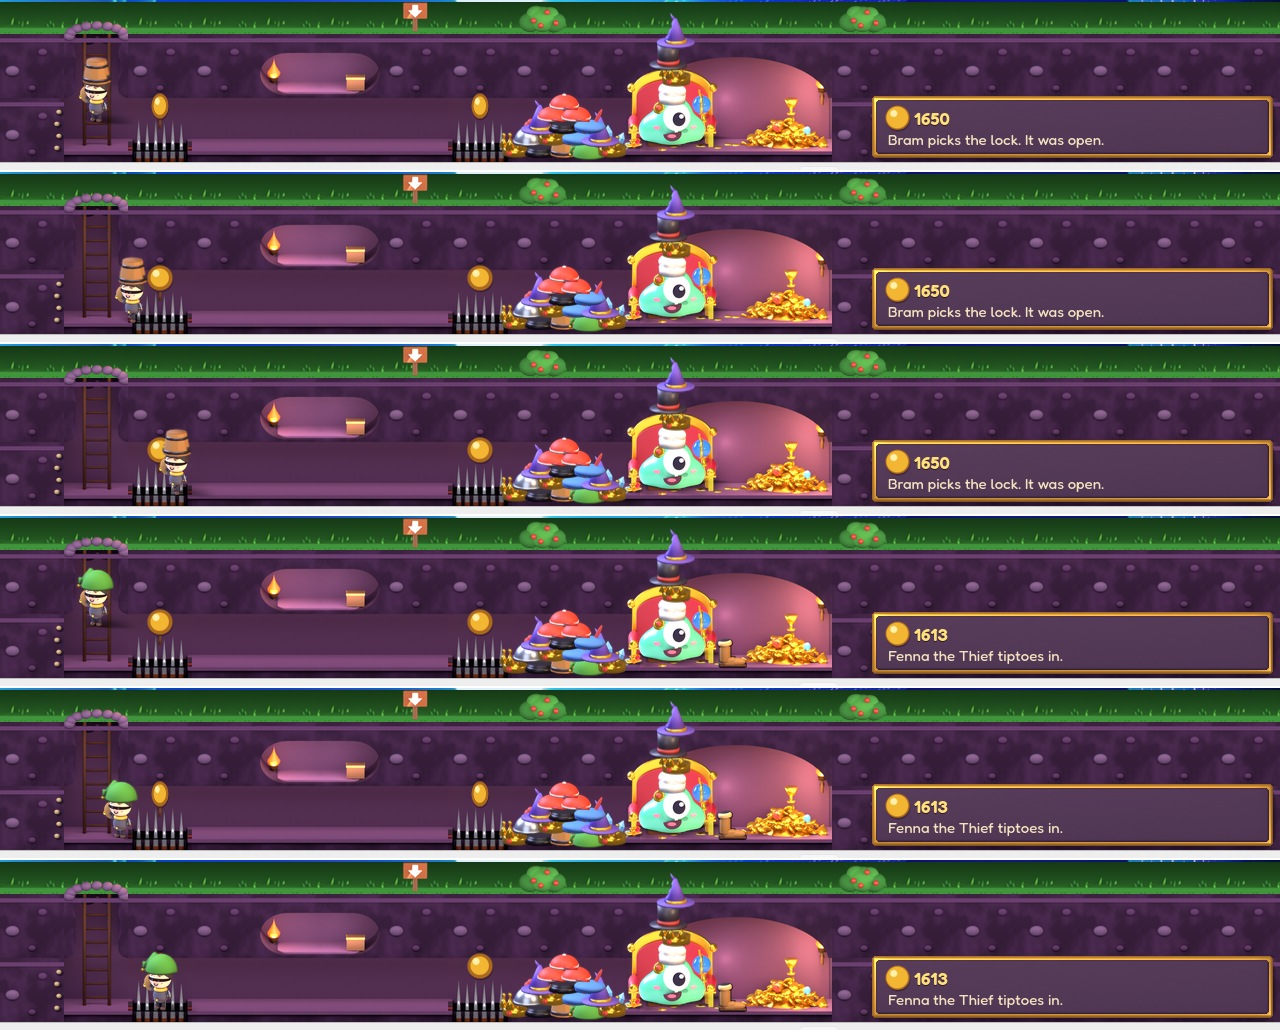 1650
Bram picks the lock. It was open.
1650
Bram picks the lock. It was open.
1650
Bram picks the lock. It was open.
1613
Fenna the Thief tiptoes in.
1613
Fenna the Thief tiptoes in.
1613
Fenna the Thief tiptoes in.